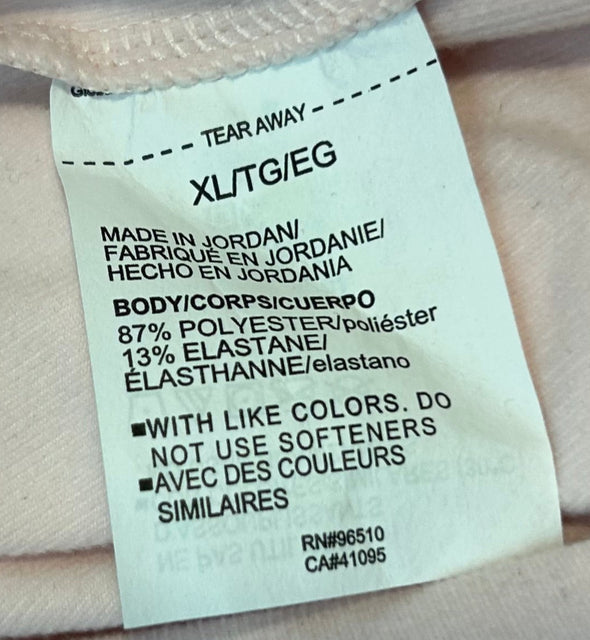 TEAR AWAY
XL/TG/EG
MADE IN JORDAN/
FABRIQUÉ EN JORDANIE/
HECHO EN JORDANIA
BODY/CORPS/CUERPO
87% POLYESTER/poliéster
13% ELASTANE/
ÉLASTHANNE/elastano
■WITH LIKE COLORS. DO
NOT USE SOFTENERS
■AVEC DES COULEURS
SIMILAIRES
RN#96510
CA#41095